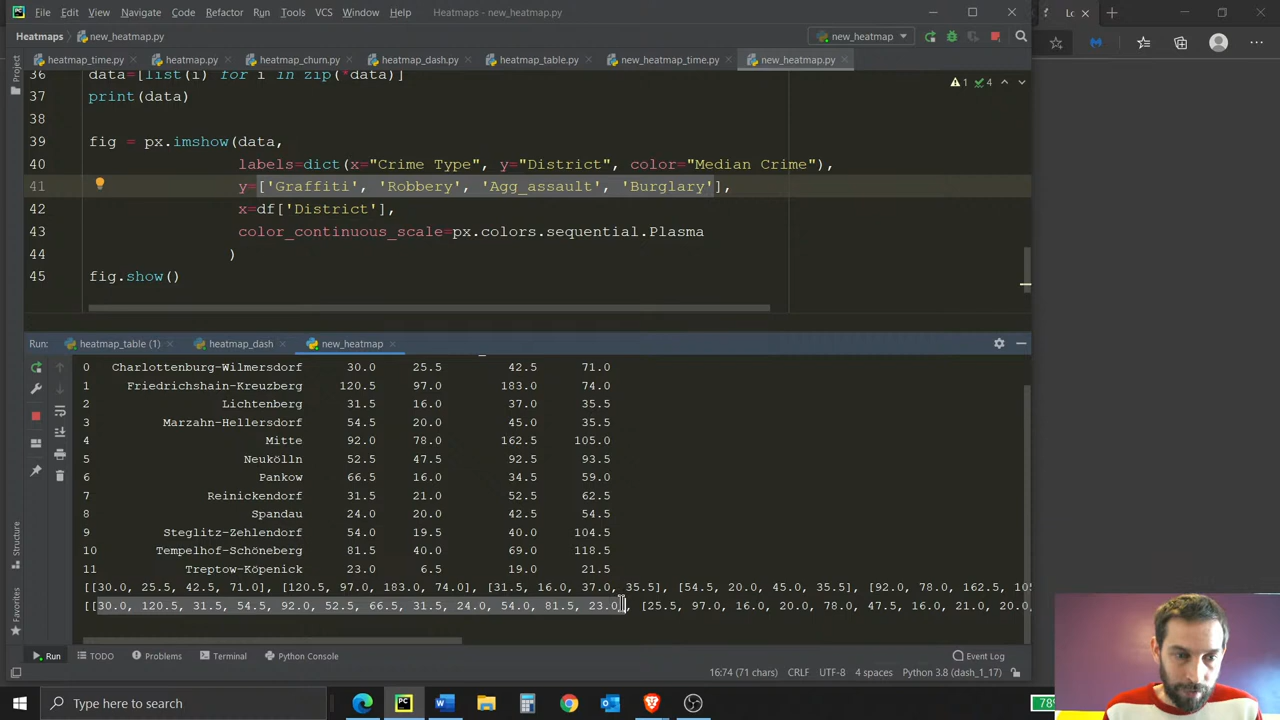 File Edit View Navigate Code Refactor Run Tools VCS Window Help Heatmaps - new_heatmap.py
Heatmaps new_heatmap.py new_heatmap
Project
heatmap_time.py heatmap.py heatmap_churn.py heatmap_dash.py heatmap_table.py new_heatmap_time.py new_heatmap.py
36 data=[list(i) for i in zip(*data)]
1 4
37 print(data)
38
39 fig = px.imshow(data,
40 labels=dict(x="Crime Type", y="District", color="Median Crime"),
41 y=['Graffiti', 'Robbery', 'Agg_assault', 'Burglary'],
42 x=df['District'],
43 color_continuous_scale=px.colors.sequential.Plasma
44 )
45 fig.show()
Run: heatmap_table (1) heatmap_dash new_heatmap
0 Charlottenburg-Wilmersdorf 30.0 25.5 42.5 71.0
1 Friedrichshain-Kreuzberg 120.5 97.0 183.0 74.0
2 Lichtenberg 31.5 16.0 37.0 35.5
3 Marzahn-Hellersdorf 54.5 20.0 45.0 35.5
4 Mitte 92.0 78.0 162.5 105.0
5 Neukölln 52.5 47.5 92.5 93.5
6 Pankow 66.5 16.0 34.5 59.0
7 Reinickendorf 31.5 21.0 52.5 62.5
8 Spandau 24.0 20.0 42.5 54.5
9 Steglitz-Zehlendorf 54.0 19.5 40.0 104.5
10 Tempelhof-Schöneberg 81.5 40.0 69.0 118.5
11 Treptow-Köpenick 23.0 6.5 19.0 21.5
[[30.0, 25.5, 42.5, 71.0], [120.5, 97.0, 183.0, 74.0], [31.5, 16.0, 37.0, 35.5], [54.5, 20.0, 45.0, 35.5], [92.0, 78.0, 162.5, 105
[[30.0, 120.5, 31.5, 54.5, 92.0, 52.5, 66.5, 31.5, 24.0, 54.0, 81.5, 23.0], [25.5, 97.0, 16.0, 20.0, 78.0, 47.5, 16.0, 21.0, 20.0,
Structure
Favorites
Run TODO Problems Terminal Python Console Event Log
16:74 (71 chars) CRLF UTF-8 4 spaces Python 3.8 (dash_1_17)
Type here to search
78%